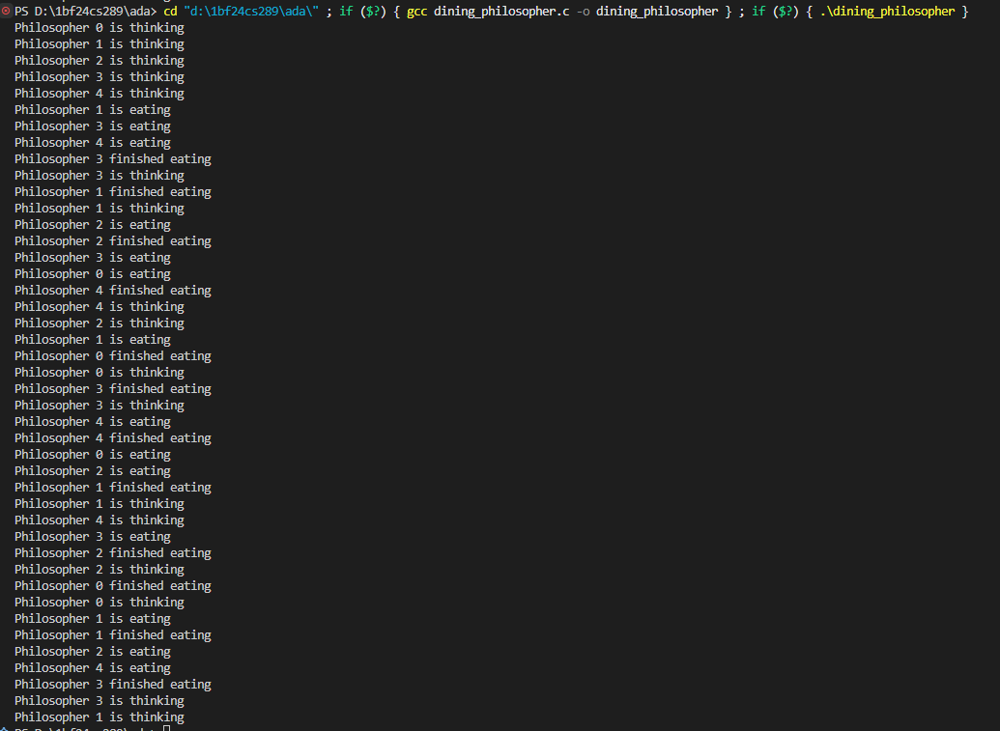 PS D:\1bf24cs289\ada> cd "d:\1bf24cs289\ada\" ; if ($?) { gcc dining_philosopher.c -o dining_philosopher } ; if ($?) { .\dining_philosopher }
Philosopher 0 is thinking
Philosopher 1 is thinking
Philosopher 2 is thinking
Philosopher 3 is thinking
Philosopher 4 is thinking
Philosopher 1 is eating
Philosopher 3 is eating
Philosopher 4 is eating
Philosopher 3 finished eating
Philosopher 3 is thinking
Philosopher 1 finished eating
Philosopher 1 is thinking
Philosopher 2 is eating
Philosopher 2 finished eating
Philosopher 3 is eating
Philosopher 0 is eating
Philosopher 4 finished eating
Philosopher 4 is thinking
Philosopher 2 is thinking
Philosopher 1 is eating
Philosopher 0 finished eating
Philosopher 0 is thinking
Philosopher 3 finished eating
Philosopher 3 is thinking
Philosopher 4 is eating
Philosopher 4 finished eating
Philosopher 0 is eating
Philosopher 2 is eating
Philosopher 1 finished eating
Philosopher 1 is thinking
Philosopher 4 is thinking
Philosopher 3 is eating
Philosopher 2 finished eating
Philosopher 2 is thinking
Philosopher 0 finished eating
Philosopher 0 is thinking
Philosopher 1 is eating
Philosopher 1 finished eating
Philosopher 2 is eating
Philosopher 4 is eating
Philosopher 3 finished eating
Philosopher 3 is thinking
Philosopher 1 is thinking